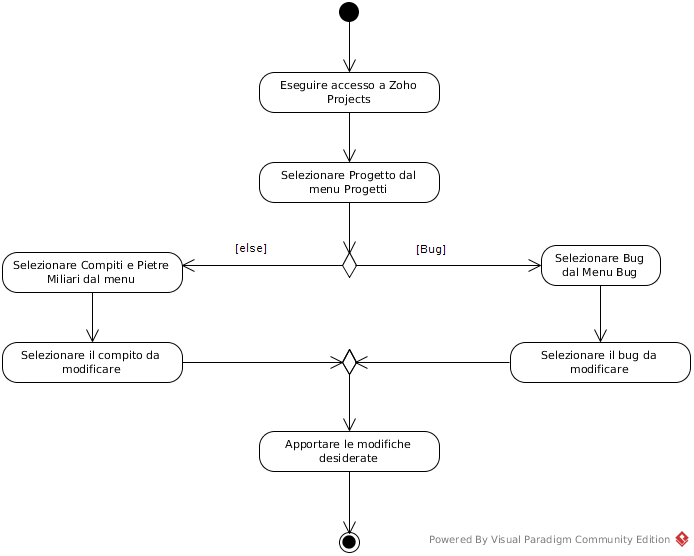 Eseguire accesso a Zoho
Projects
Selezionare Progetto dal
menu Progetti
[else]
[Bug]
Selezionare Compiti e Pietre
Miliari dal menu
Selezionare Bug
dal Menu Bug
Selezionare il compito da
modificare
Selezionare il bug da
modificare
Apportare le modifiche
desiderate
Powered By Visual Paradigm Community Edition